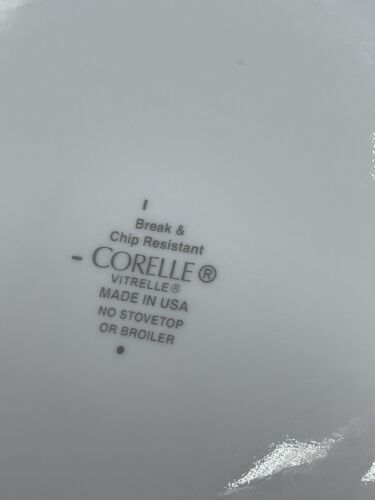 Break &
Chip Resistant
CORELLE®
VITRELLE®
MADE IN USA
NO STOVETOP
OR BROILER